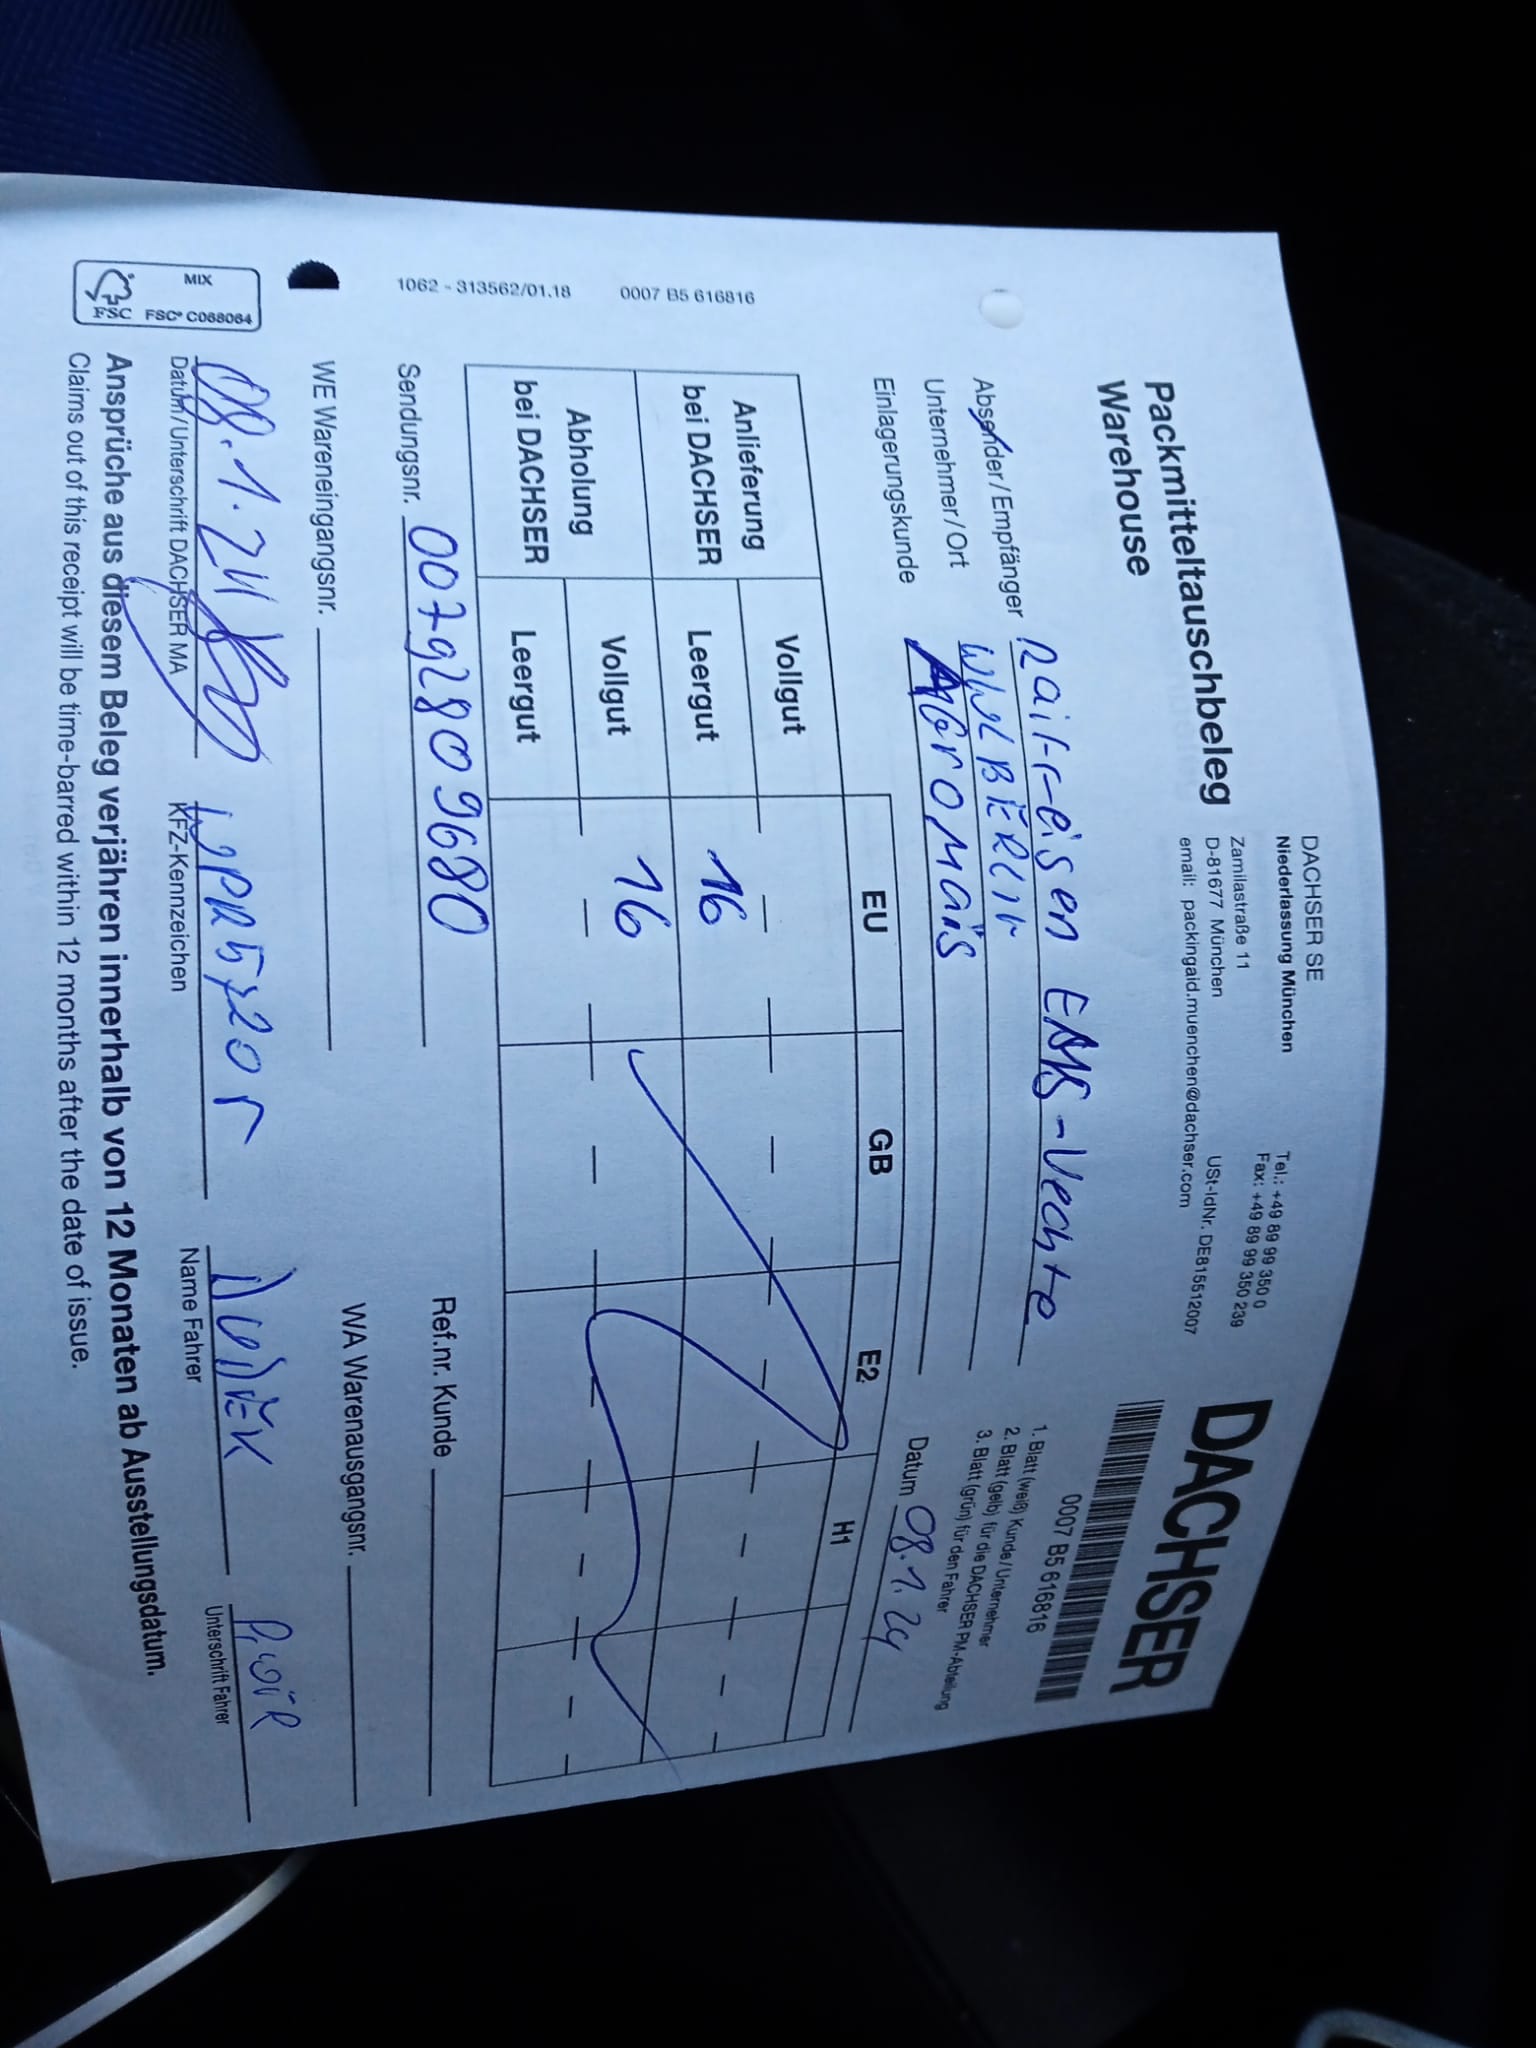 Packmitteltauschbeleg
Warehouse
DACHSER SE
Niederlassung München
Zamilastraße 11
D-81677 München
email: packingaid.muenchen@dachser.com
Tel.: +49 89 99 350 0
Fax: +49 89 99 350 239
USt-IdNr. DE815512007
DACHSER
0007 B5 616816
1. Blatt (weiß) Kunde/Unternehmer
2. Blatt (gelb) für die DACHSER PM-Abteilung
3. Blatt (grün) für den Fahrer
Absender/Empfänger Raiffeisen EMS-Vechte
Unternehmer/Ort
Einlagerungskunde Agromais
Datum 08.1.24
EU GB E2 H1
Anlieferung
bei DACHSER
Vollgut
Leergut 16
Abholung
bei DACHSER
Vollgut 16
Leergut
Sendungsnr. 00792809680
Ref.nr. Kunde
WE Wareneingangsnr.
WA Warenausgangsnr.
08.1.24
Datum/Unterschrift DACHSER MA
KFZ-Kennzeichen
DUDEK
Name Fahrer
Unterschrift Fahrer
Ansprüche aus diesem Beleg verjähren innerhalb von 12 Monaten ab Ausstellungsdatum.
Claims out of this receipt will be time-barred within 12 months after the date of issue.
1062 - 313562/01.18 0007 B5 616816
MIX
FSC FSC® C068064